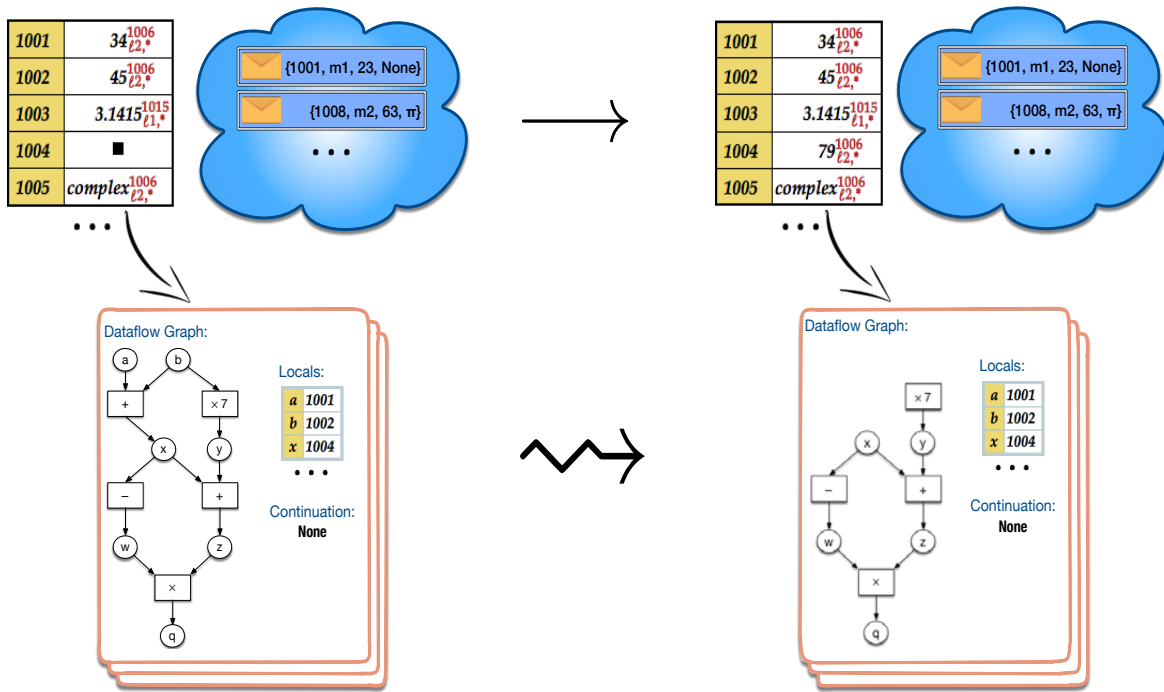 1001 34 1006 ℓ2,*
1002 45 1006 ℓ2,*
1003 3.1415 1015 ℓ1,*
1004 ■
1005 complex 1006 ℓ2,*
...
{1001, m1, 23, None}
{1008, m2, 63, π}
...
1001 34 1006 ℓ2,*
1002 45 1006 ℓ2,*
1003 3.1415 1015 ℓ1,*
1004 79 1006 ℓ2,*
1005 complex 1006 ℓ2,*
...
{1001, m1, 23, None}
{1008, m2, 63, π}
...
Dataflow Graph:
a b
+ × 7
x y
− +
w z
×
q
Locals:
a 1001
b 1002
x 1004
...
Continuation:
None
Dataflow Graph:
× 7
x y
− +
w z
×
q
Locals:
a 1001
b 1002
x 1004
...
Continuation:
None